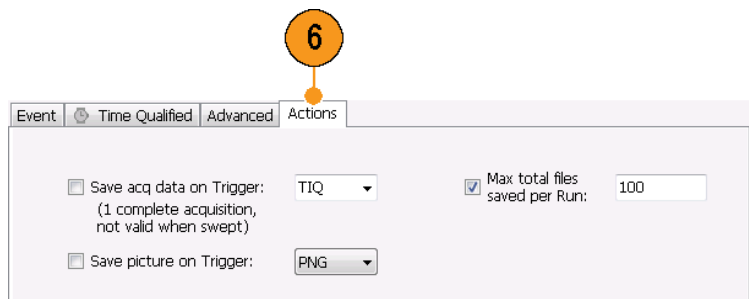 6
Event Time Qualified Advanced Actions
Save acq data on Trigger: TIQ Max total files saved per Run: 100
(1 complete acquisition,
not valid when swept)
Save picture on Trigger: PNG